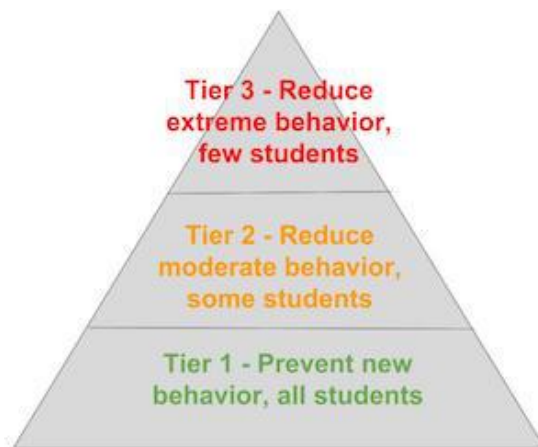 Tier 3 - Reduce
extreme behavior,
few students
Tier 2 - Reduce
moderate behavior,
some students
Tier 1 - Prevent new
behavior, all students